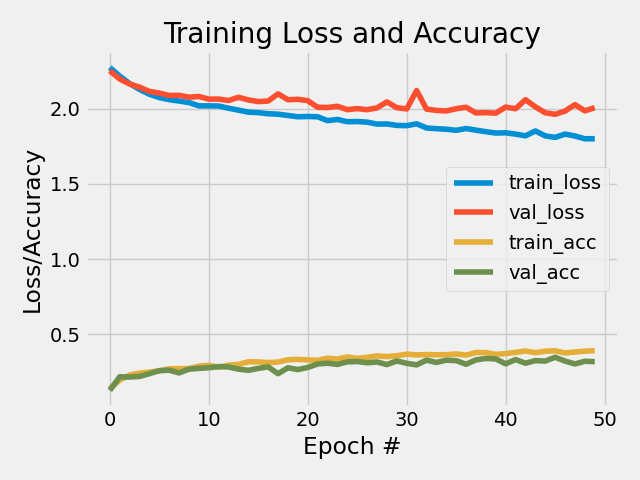 Training Loss and Accuracy
Loss/Accuracy
2.0
1.5
1.0
0.5
train_loss
val_loss
train_acc
val_acc
0 10 20 30 40 50
Epoch #